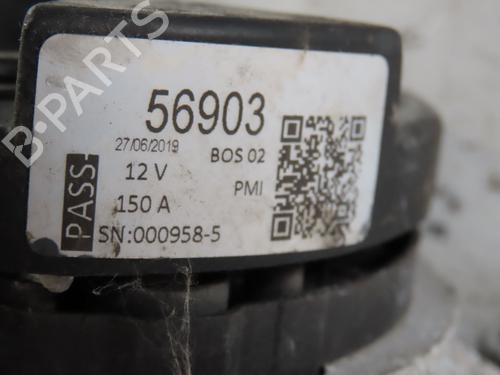 B-PARTS
56903
27/06/2019 BOS 02
12 V PMI
150 A
SN:000958-5
PASS